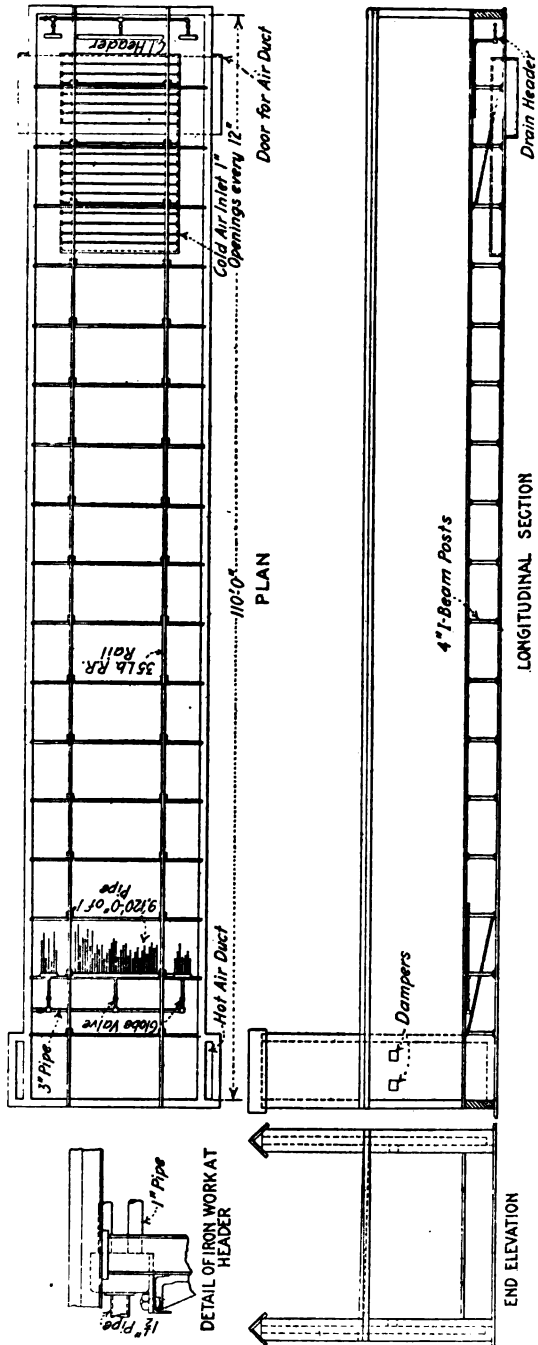 C.I. Header
Door for Air Duct
Cold Air Inlet 1"
Openings every 12"
110'-0"
PLAN
35 Lb. R.R.
Rail
9,120'-0" of 1"
Pipe
Hot Air Duct
Globe Valve
3" Pipe
1" Pipe
1½" Pipe
DETAIL OF IRON WORK AT
HEADER
Drain Header
4" I-Beam Posts
LONGITUDINAL SECTION
Dampers
END ELEVATION